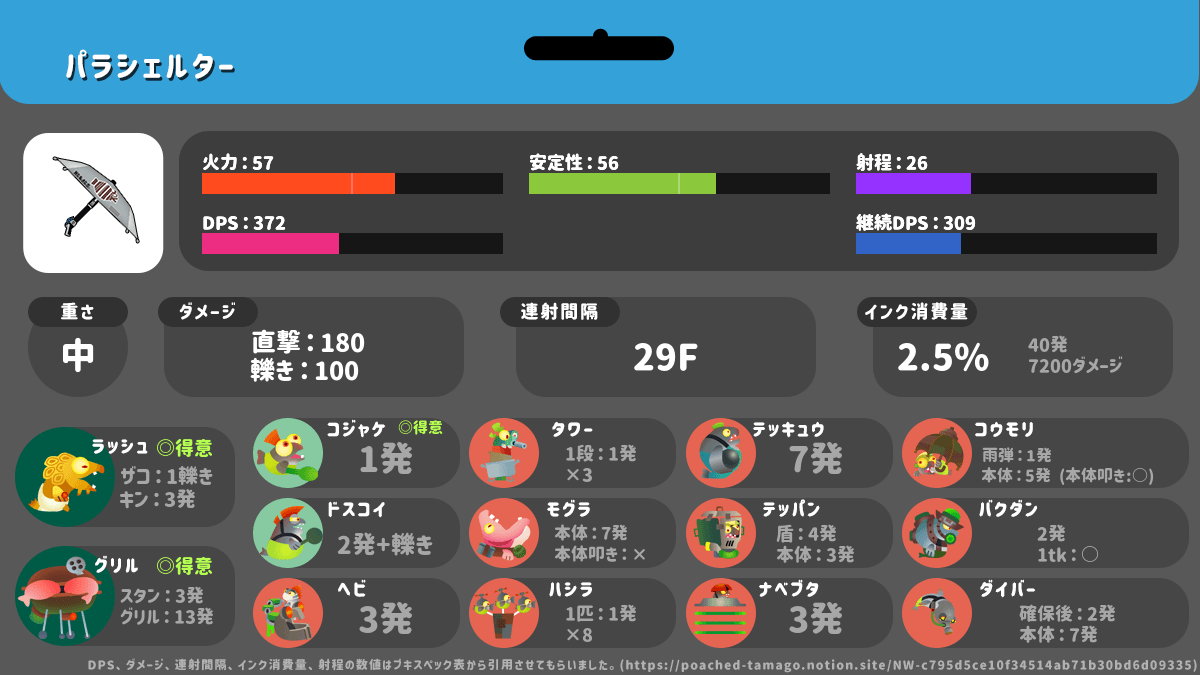 パラシェルター
火力：57
安定性：56
射程：26
DPS：372
継続DPS：309
重さ
中
ダメージ
直撃：180
轢き：100
連射間隔
29F
インク消費量
2.5%
40発
7200ダメージ
ラッシュ ◎得意
ザコ：1轢き
キン：3発
グリル ◎得意
スタン：3発
グリル：13発
コジャケ ◎得意
1発
ドスコイ
2発+轢き
ヘビ
3発
タワー
1段：1発
×3
モグラ
本体：7発
本体叩き：×
ハシラ
1匹：1発
×8
テッキュウ
7発
テッパン
盾：4発
本体：3発
ナベブタ
3発
コウモリ
雨弾：1発
本体：5発 (本体叩き:○)
バクダン
2発
1tk：○
ダイバー
確保後：2発
本体：7発
DPS、ダメージ、連射間隔、インク消費量、射程の数値はブキスペック表から引用させてもらいました。(https://poached-tamago.notion.site/NW-c795d5ce10f34514ab71b30bd6d09335)